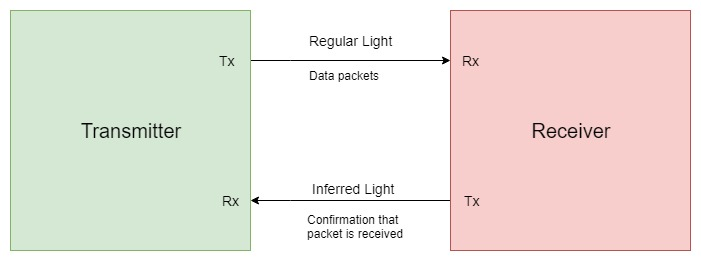 Regular Light
Tx
Rx
Data packets
Transmitter
Receiver
Inferred Light
Rx
Tx
Confirmation that
packet is received